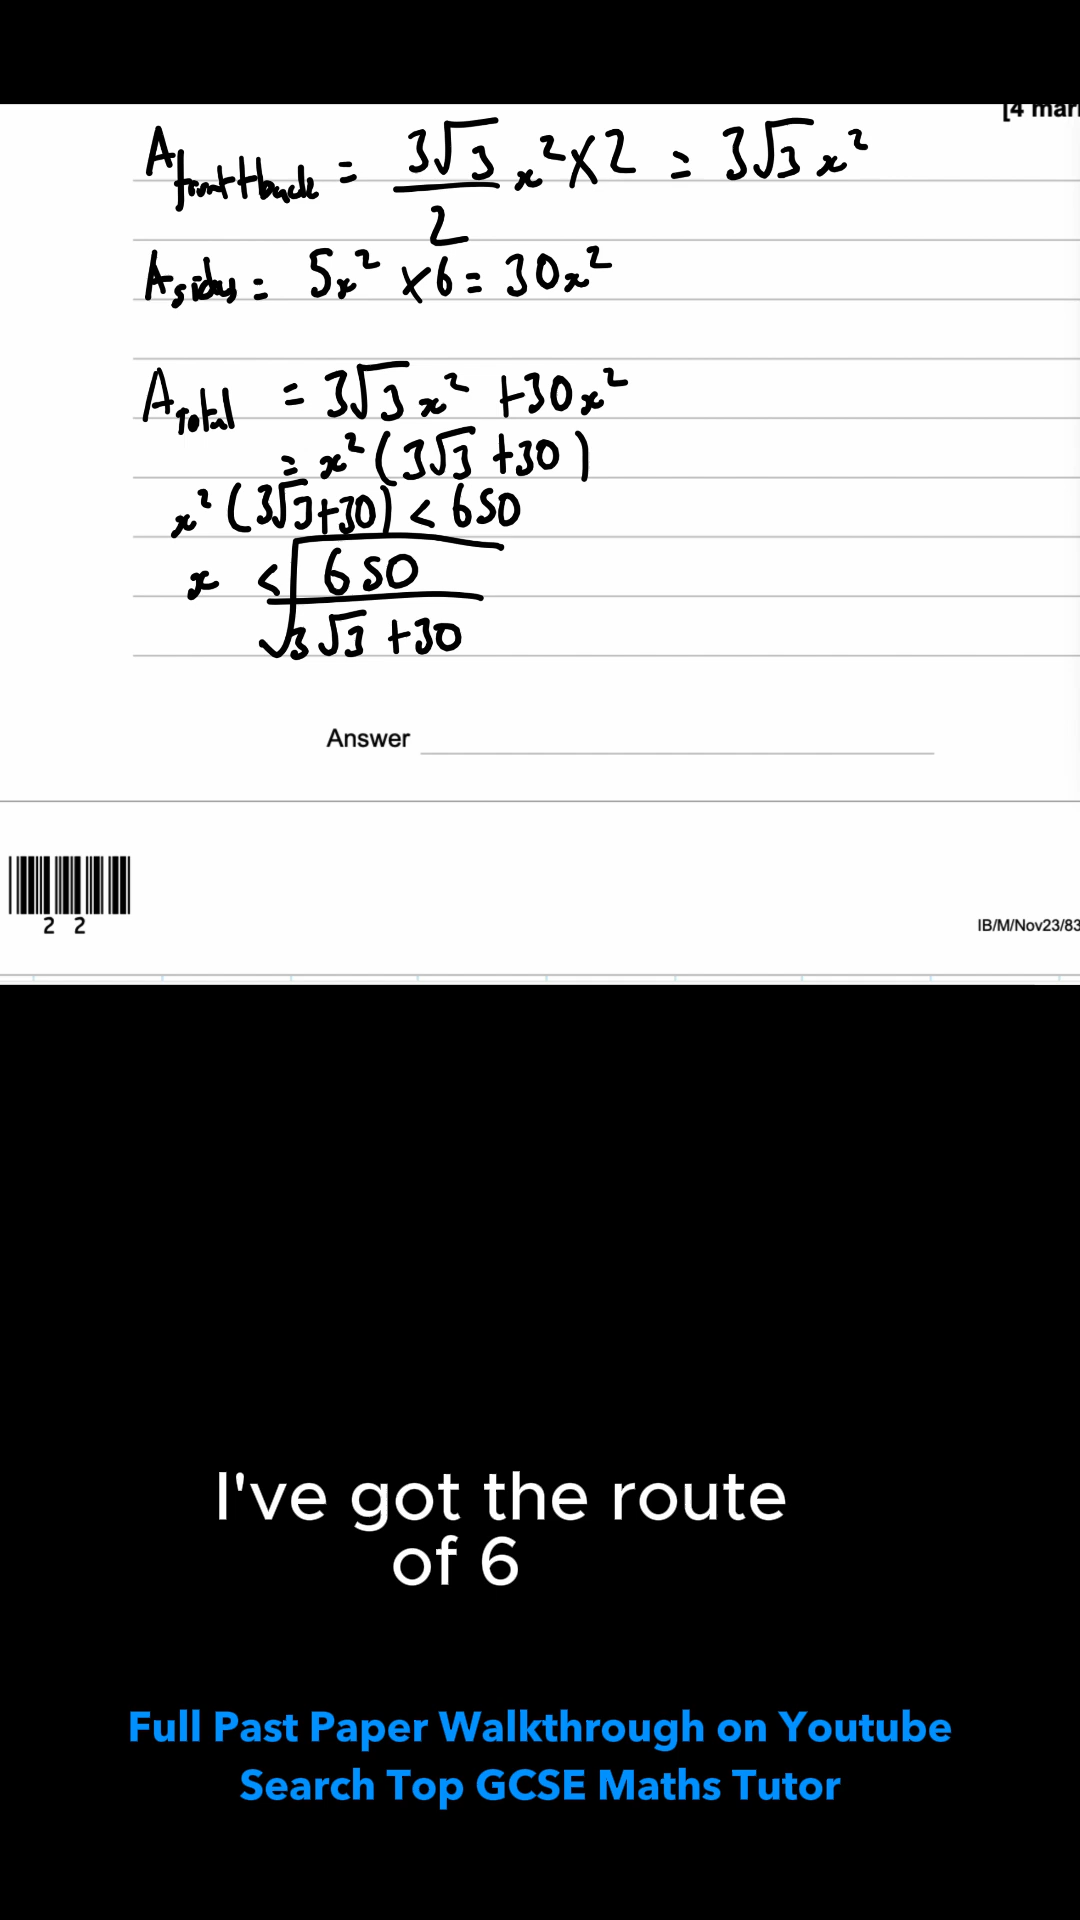 [4 mar
A front+back = 3√3/2 x² × 2 = 3√3 x²
A sides = 5x² × 6 = 30x²
A Total = 3√3 x² + 30x²
= x² (3√3 + 30)
x² (3√3 + 30) < 650
x < √(650/(3√3 + 30))
Answer
2 2
IB/M/Nov23/83
I've got the route
of 6
Full Past Paper Walkthrough on Youtube
Search Top GCSE Maths Tutor